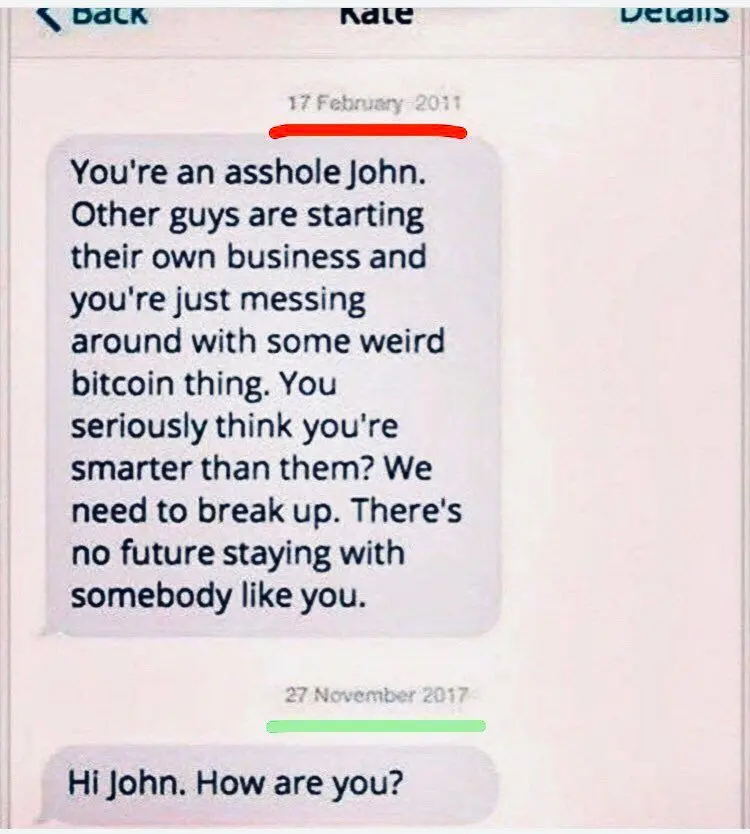 Back Kate Details
17 February 2011
You're an asshole John.
Other guys are starting
their own business and
you're just messing
around with some weird
bitcoin thing. You
seriously think you're
smarter than them? We
need to break up. There's
no future staying with
somebody like you.
27 November 2017
Hi John. How are you?